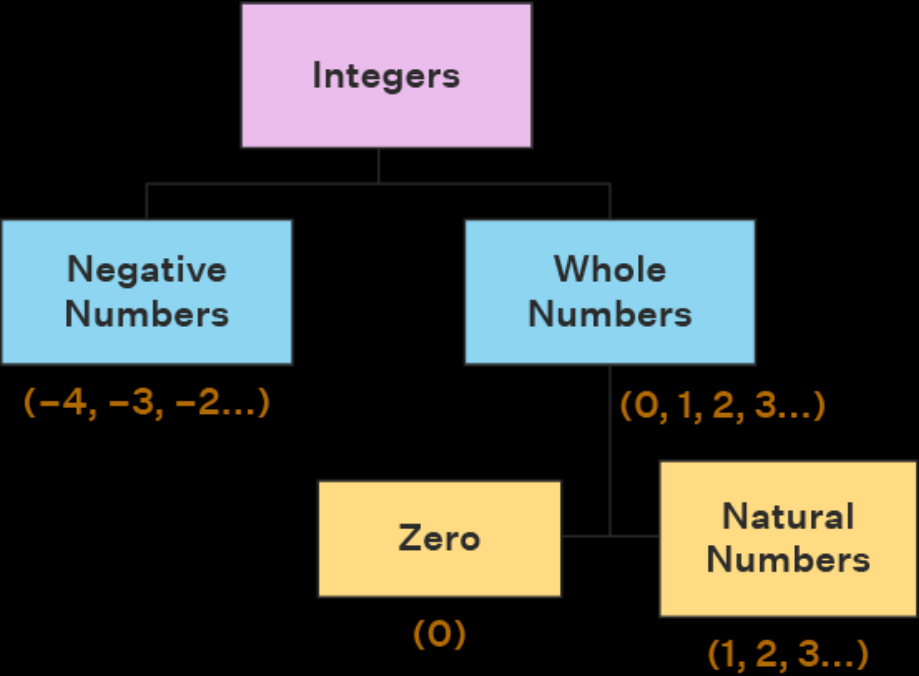 Integers
Negative
Numbers
Whole
Numbers
(−4, −3, −2...)
(0, 1, 2, 3...)
Zero
Natural
Numbers
(0)
(1, 2, 3...)